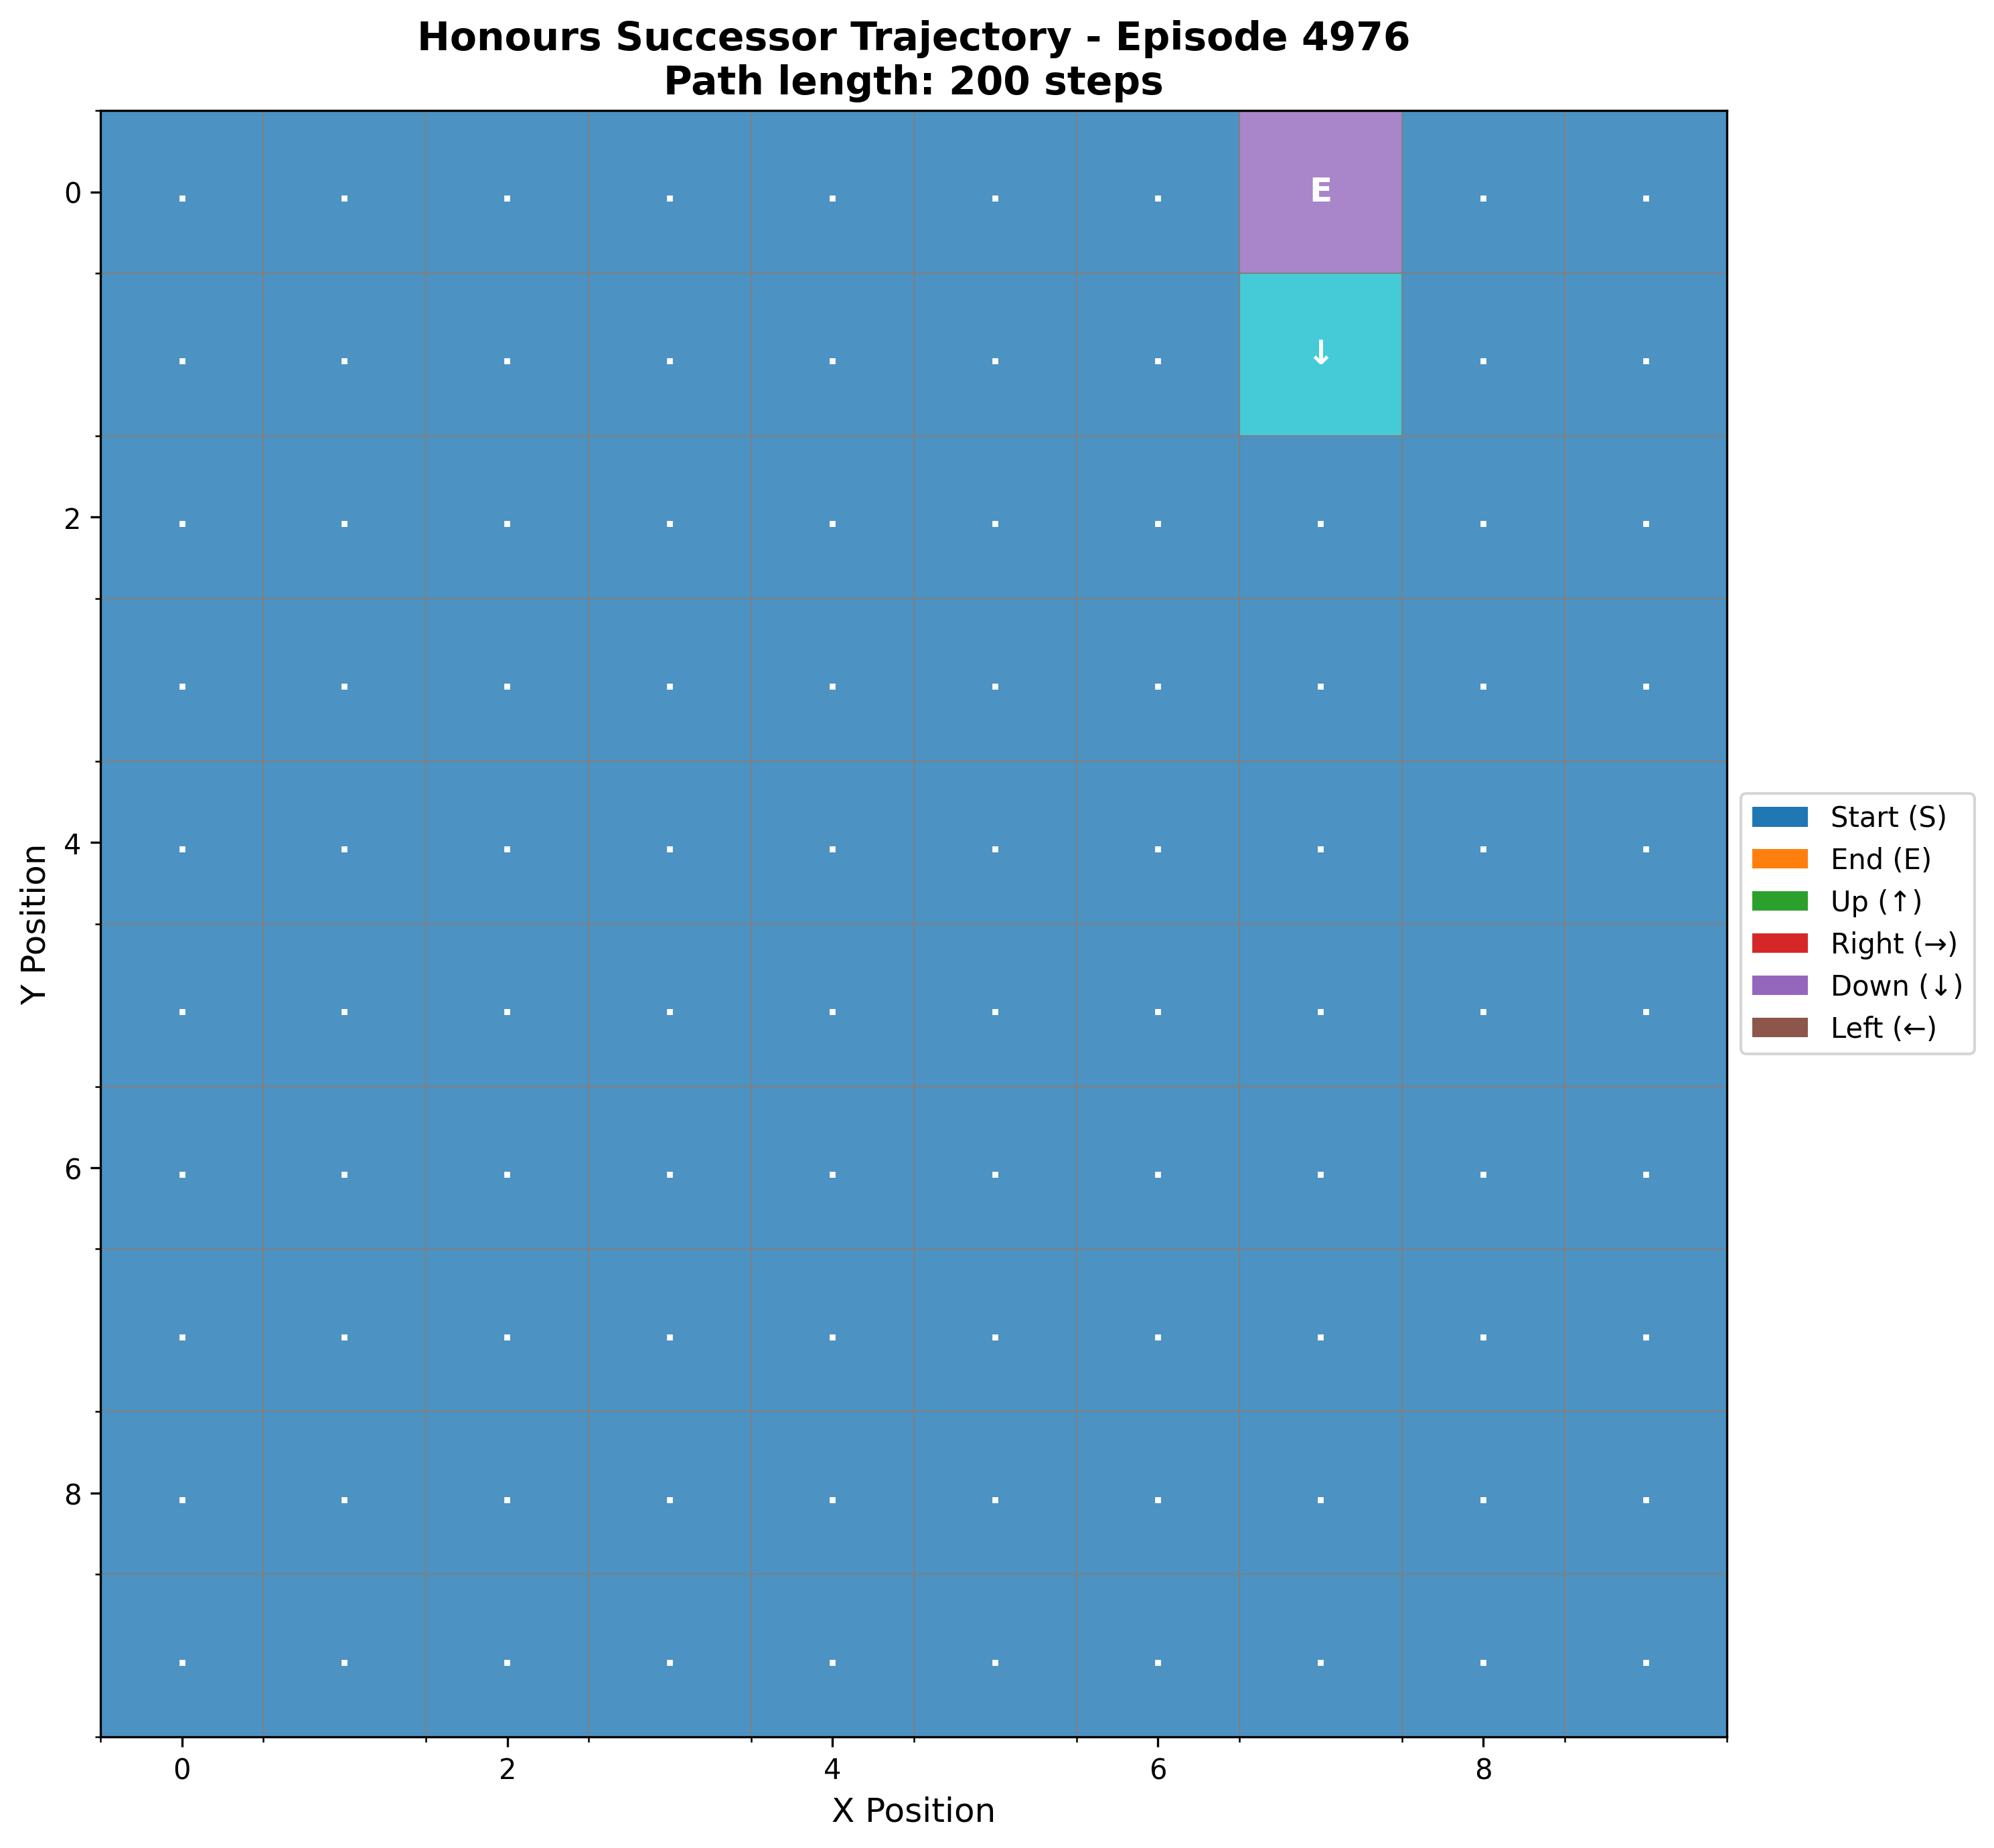 Honours Successor Trajectory - Episode 4976
Path length: 200 steps
0
E
↓
2
4
6
8
Y Position
0 2 4 6 8
X Position
Start (S)
End (E)
Up (↑)
Right (→)
Down (↓)
Left (←)